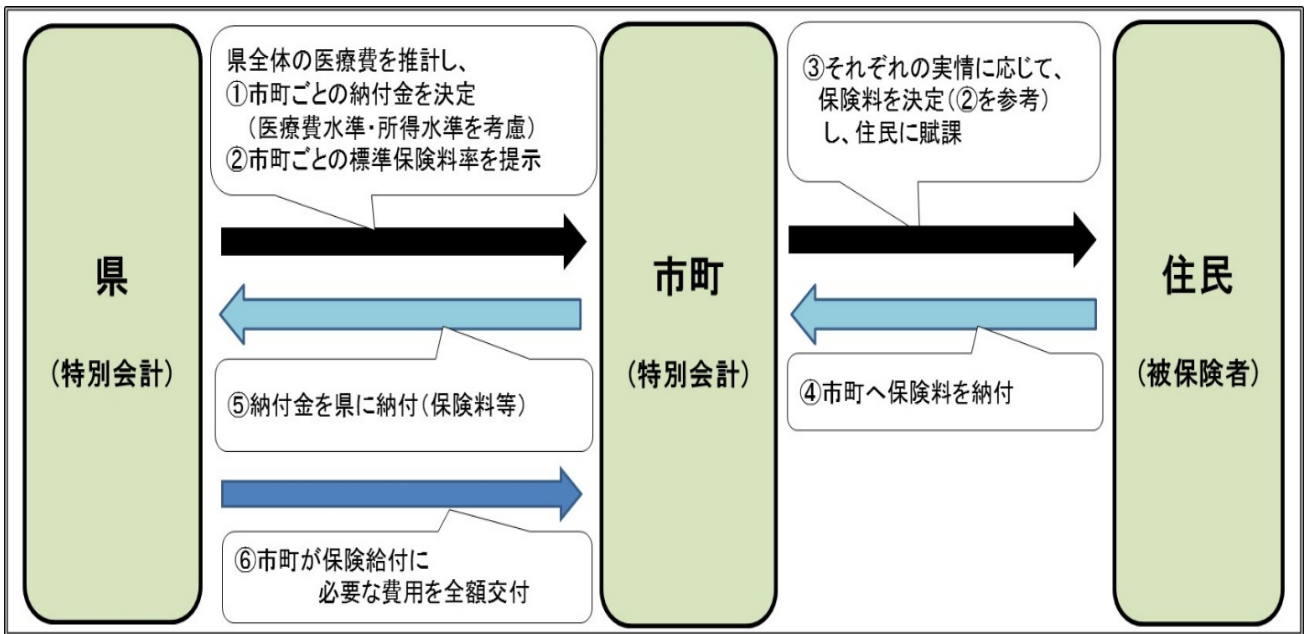 県
(特別会計)
県全体の医療費を推計し、
①市町ごとの納付金を決定
(医療費水準・所得水準を考慮)
②市町ごとの標準保険料率を提示
⑤納付金を県に納付(保険料等)
⑥市町が保険給付に
必要な費用を全額交付
市町
(特別会計)
③それぞれの実情に応じて、
保険料を決定(②を参考)
し、住民に賦課
④市町へ保険料を納付
住民
(被保険者)